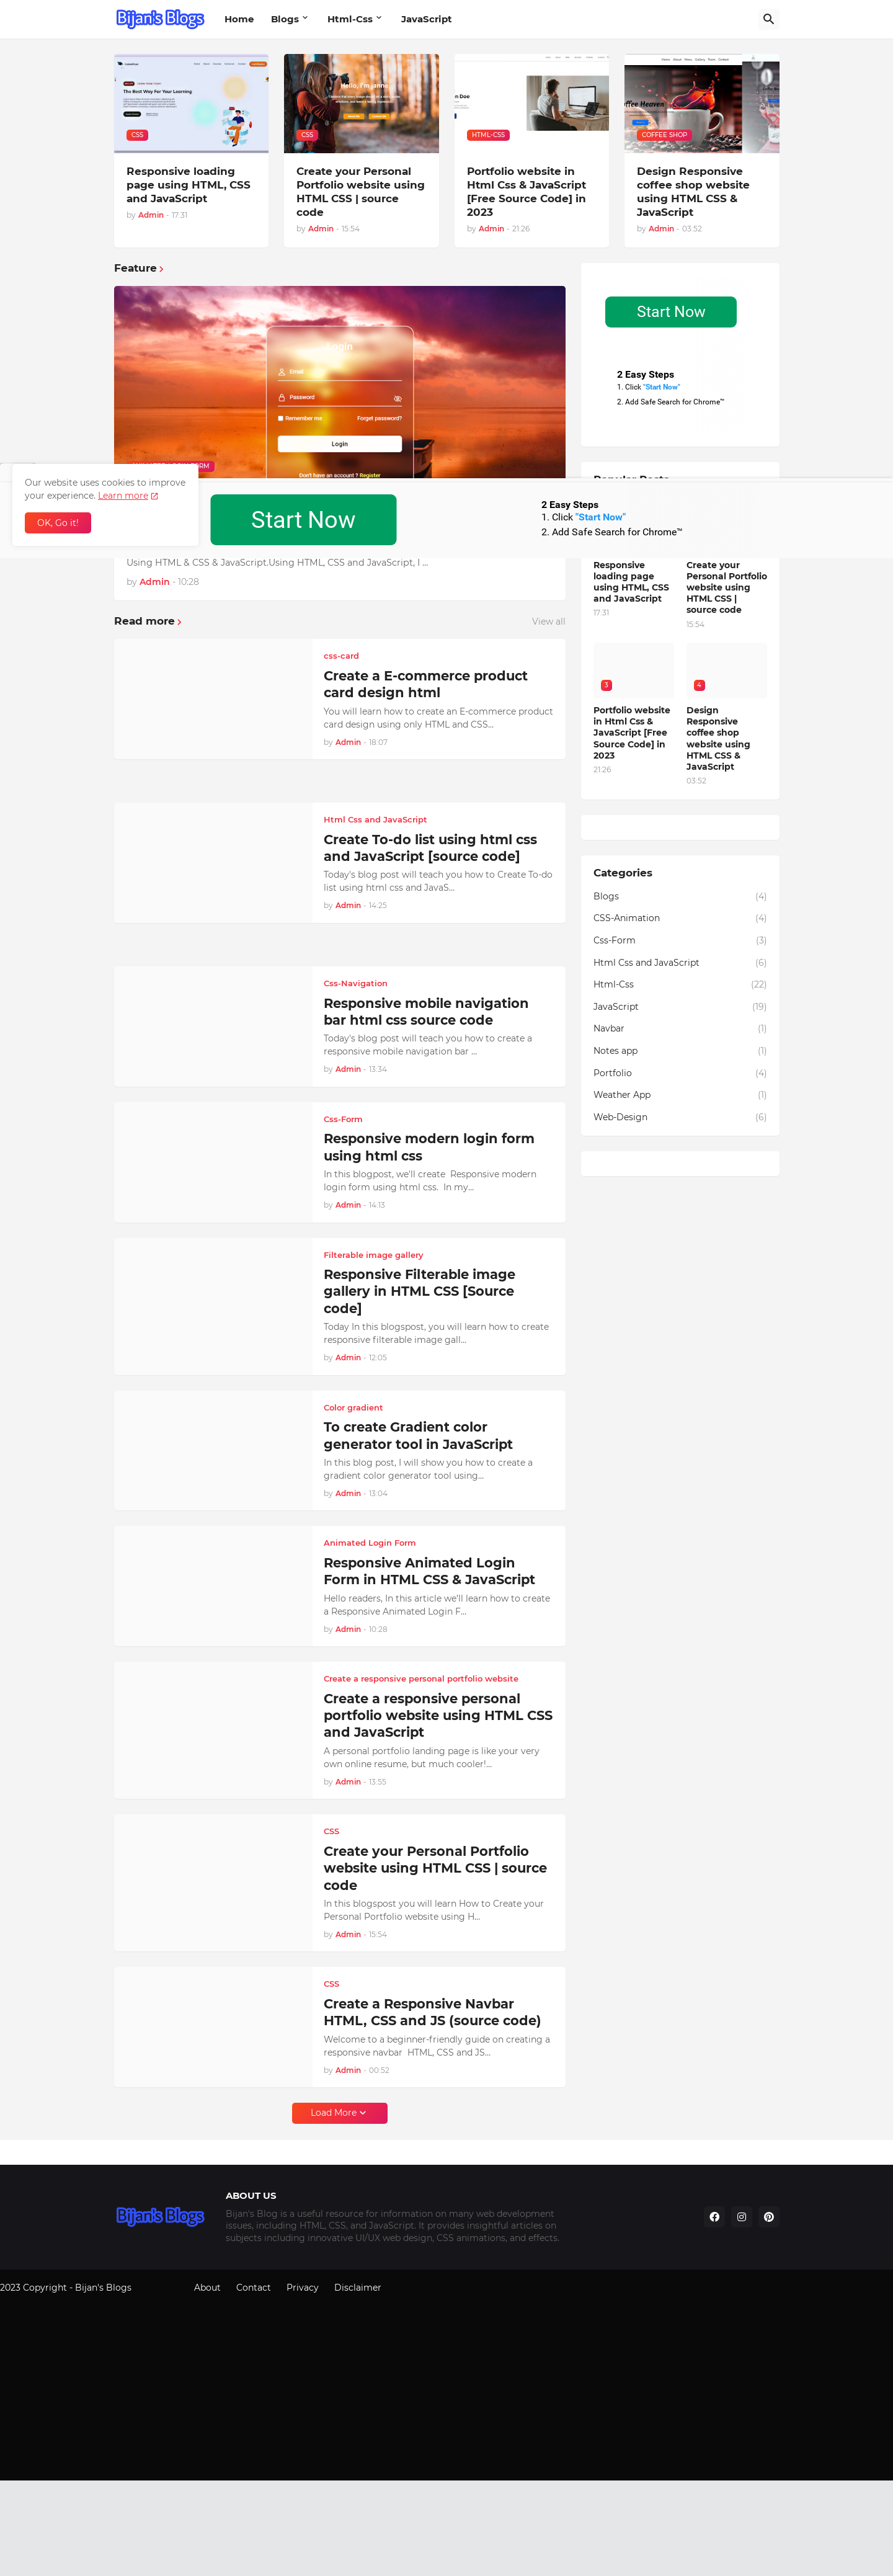 Bijan's Blogs
Home
Blogs
Html-Css
JavaScript
The Best Way For Your Learning
CSS
Responsive loading
page using HTML, CSS
and JavaScript
by Admin - 17:31
Hello, I'm Janne
CSS
Create your Personal
Portfolio website using
HTML CSS | source
code
by Admin - 15:54
n Doe
HTML-CSS
Portfolio website in
Html Css & JavaScript
[Free Source Code] in
2023
by Admin - 21:26
offee Heaven
COFFEE SHOP
Design Responsive
coffee shop website
using HTML CSS &
JavaScript
by Admin - 03:52
Feature
Login
Email
Password
Remember me
Forget password?
Login
Don't have an account ? Register
Using HTML & CSS & JavaScript.Using HTML, CSS and JavaScript, I ...
by Admin - 10:28
Start Now
2 Easy Steps
1. Click "Start Now"
2. Add Safe Search for Chrome™
Our website uses cookies to improve
your experience. Learn more
OK, Go it!
Start Now
2 Easy Steps
1. Click "Start Now"
2. Add Safe Search for Chrome™
Read more
View all
css-card
Create a E-commerce product
card design html
You will learn how to create an E-commerce product
card design using only HTML and CSS...
by Admin - 18:07
Html Css and JavaScript
Create To-do list using html css
and JavaScript [source code]
Today's blog post will teach you how to Create To-do
list using html css and JavaS...
by Admin - 14:25
Css-Navigation
Responsive mobile navigation
bar html css source code
Today's blog post will teach you how to create a
responsive mobile navigation bar ...
by Admin - 13:34
Css-Form
Responsive modern login form
using html css
In this blogpost, we'll create Responsive modern
login form using html css. In my...
by Admin - 14:13
Filterable image gallery
Responsive Filterable image
gallery in HTML CSS [Source
code]
Today In this blogspost, you will learn how to create
responsive filterable image gall...
by Admin - 12:05
Color gradient
To create Gradient color
generator tool in JavaScript
In this blog post, I will show you how to create a
gradient color generator tool using...
by Admin - 13:04
Animated Login Form
Responsive Animated Login
Form in HTML CSS & JavaScript
Hello readers, In this article we'll learn how to create
a Responsive Animated Login F...
by Admin - 10:28
Create a responsive personal portfolio website
Create a responsive personal
portfolio website using HTML CSS
and JavaScript
A personal portfolio landing page is like your very
own online resume, but much cooler!...
by Admin - 13:55
CSS
Create your Personal Portfolio
website using HTML CSS | source
code
In this blogspost you will learn How to Create your
Personal Portfolio website using H...
by Admin - 15:54
CSS
Create a Responsive Navbar
HTML, CSS and JS (source code)
Welcome to a beginner-friendly guide on creating a
responsive navbar HTML, CSS and JS...
by Admin - 00:52
Load More
Responsive
loading page
using HTML, CSS
and JavaScript
17:31
Create your
Personal Portfolio
website using
HTML CSS |
source code
15:54
3
Portfolio website
in Html Css &
JavaScript [Free
Source Code] in
2023
21:26
4
Design
Responsive
coffee shop
website using
HTML CSS &
JavaScript
03:52
Categories
Blogs (4)
CSS-Animation (4)
Css-Form (3)
Html Css and JavaScript (6)
Html-Css (22)
JavaScript (19)
Navbar (1)
Notes app (1)
Portfolio (4)
Weather App (1)
Web-Design (6)
Bijan's Blogs
ABOUT US
Bijan's Blog is a useful resource for information on many web development
issues, including HTML, CSS, and JavaScript. It provides insightful articles on
subjects including innovative UI/UX web design, CSS animations, and effects.
2023 Copyright - Bijan's Blogs
About
Contact
Privacy
Disclaimer